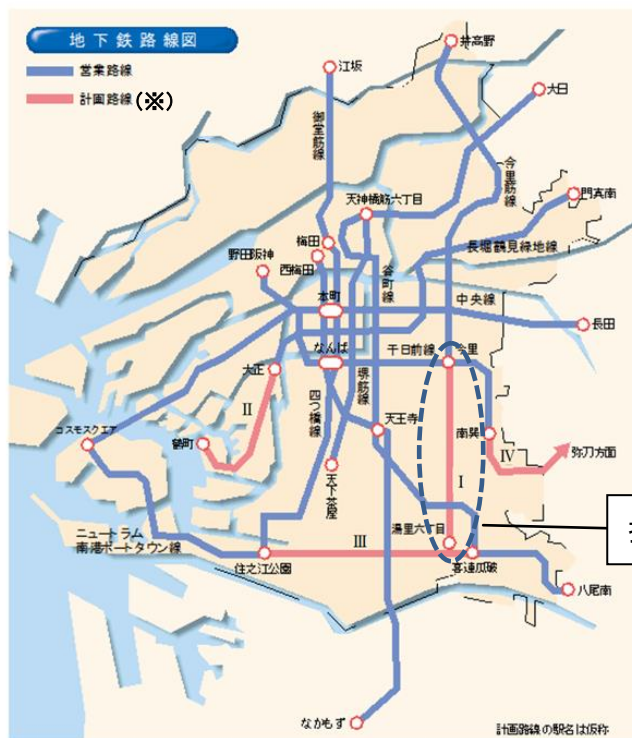 地下鉄路線図
営業路線
計画路線(※)
井高野
江坂
大日
御堂筋線
今里筋線
天神橋筋六丁目
門真南
梅田
野田阪神
西梅田
谷町線
長堀鶴見緑地線
本町
中央線
長田
なんば
千日前線
今里
大正
堺筋線
四つ橋線
II
天王寺
南巽
コスモスクエア
鶴町
IV
弥刀方面
天下茶屋
I
ニュートラム
南港ポートタウン線
III
湯里六丁目
住之江公園
喜連瓜破
八尾南
なかもず
計画路線の駅名は仮称